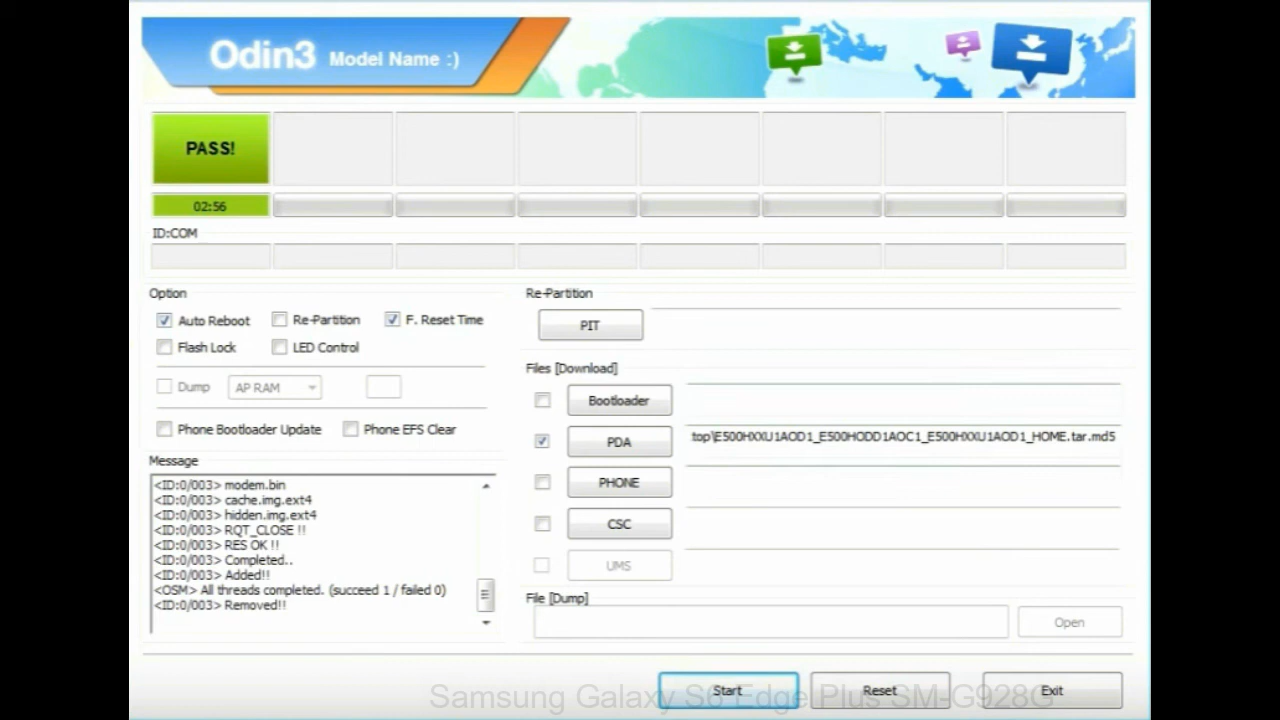 Odin3 Model Name :)
PASS!
02:56
ID:COM
Option
Auto Reboot Re-Partition F. Reset Time
Flash Lock LED Control
Dump AP RAM
Phone Bootloader Update Phone EFS Clear
Message
<ID:0/003> modem.bin
<ID:0/003> cache.img.ext4
<ID:0/003> hidden.img.ext4
<ID:0/003> RQT_CLOSE !!
<ID:0/003> RES OK !!
<ID:0/003> Completed..
<ID:0/003> Added!!
<OSM> All threads completed. (succeed 1 / failed 0)
<ID:0/003> Removed!!
Re-Partition
PIT
Files [Download]
Bootloader
PDA top\E500HXXU1AOD1_E500HODD1AOC1_E500HXXU1AOD1_HOME.tar.md5
PHONE
CSC
UMS
File [Dump]
Open
Start Reset Exit
Samsung Galaxy S6 Edge Plus SM-G928G